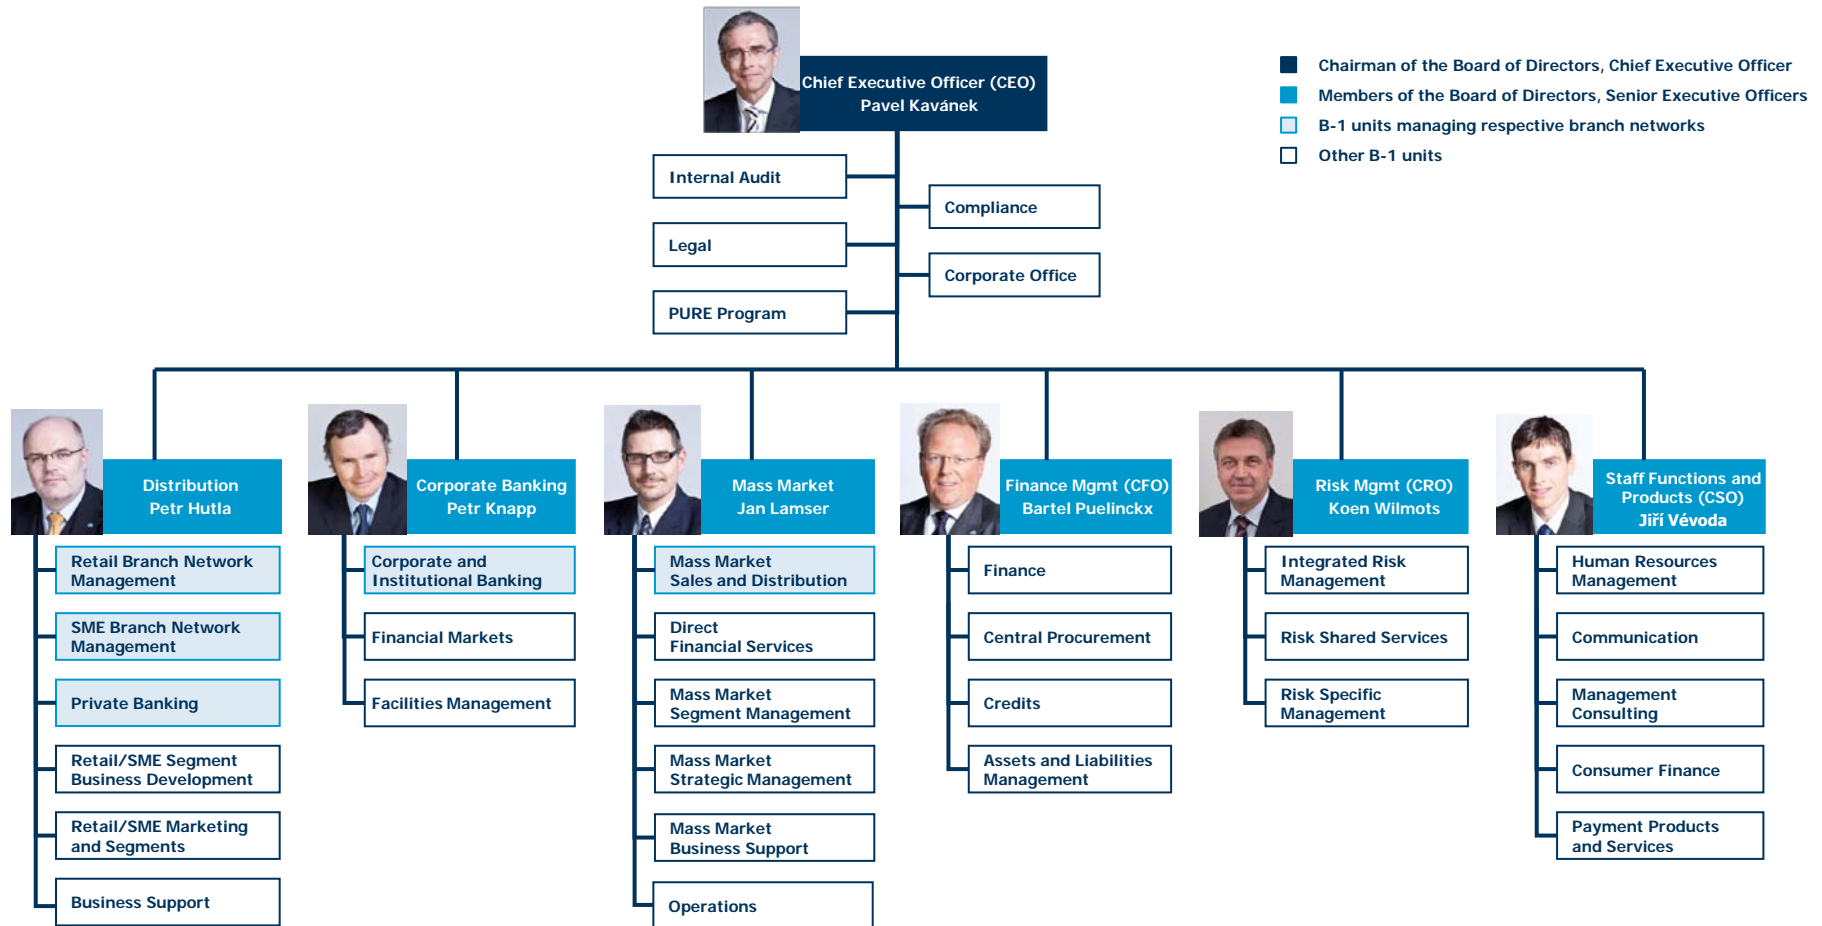 Chief Executive Officer (CEO)
Pavel Kavánek
Chairman of the Board of Directors, Chief Executive Officer
Members of the Board of Directors, Senior Executive Officers
B-1 units managing respective branch networks
Other B-1 units
Internal Audit
Compliance
Legal
Corporate Office
PURE Program
Distribution
Petr Hutla
Retail Branch Network
Management
SME Branch Network
Management
Private Banking
Retail/SME Segment
Business Development
Retail/SME Marketing
and Segments
Business Support
Corporate Banking
Petr Knapp
Corporate and
Institutional Banking
Financial Markets
Facilities Management
Mass Market
Jan Lamser
Mass Market
Sales and Distribution
Direct
Financial Services
Mass Market
Segment Management
Mass Market
Strategic Management
Mass Market
Business Support
Operations
Finance Mgmt (CFO)
Bartel Puelinckx
Finance
Central Procurement
Credits
Assets and Liabilities
Management
Risk Mgmt (CRO)
Koen Wilmots
Integrated Risk
Management
Risk Shared Services
Risk Specific
Management
Staff Functions and
Products (CSO)
Jiří Vévoda
Human Resources
Management
Communication
Management
Consulting
Consumer Finance
Payment Products
and Services